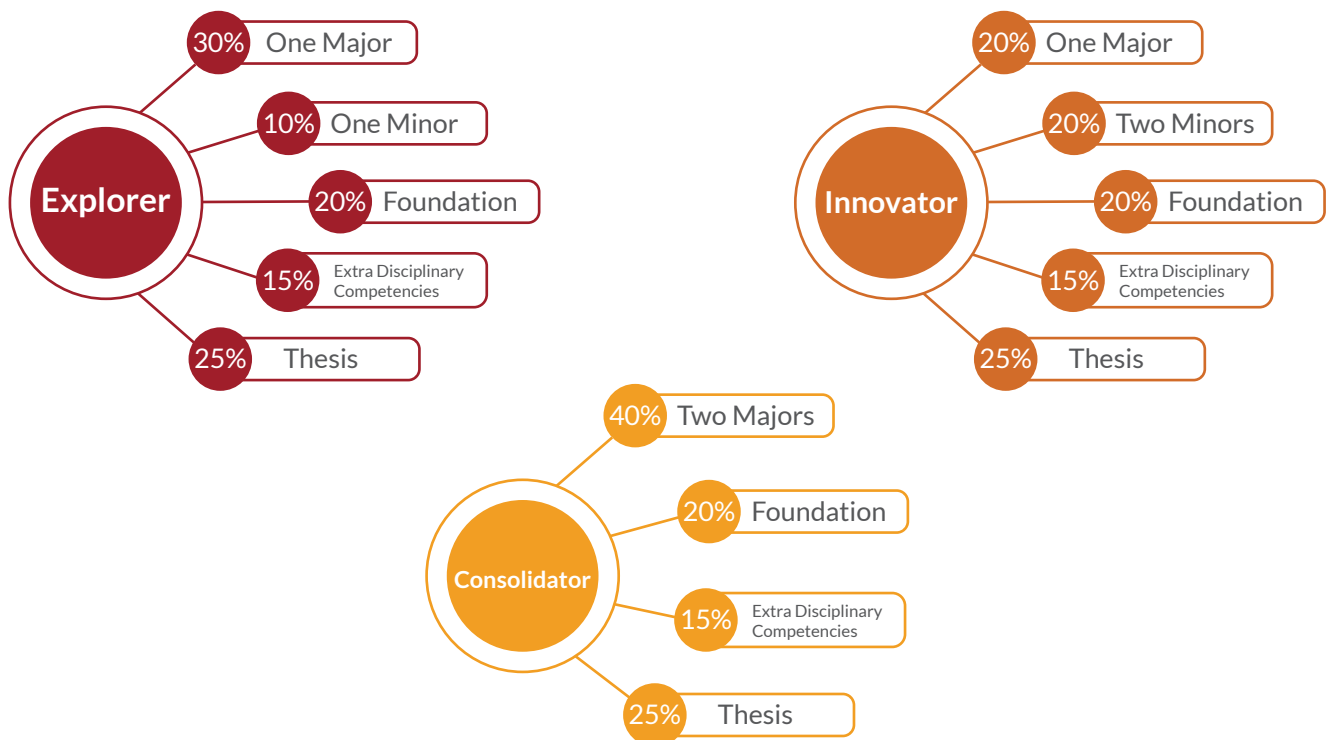 30% One Major
10% One Minor
Explorer
20% Foundation
15% Extra Disciplinary
Competencies
25% Thesis
20% One Major
20% Two Minors
Innovator
20% Foundation
15% Extra Disciplinary
Competencies
25% Thesis
40% Two Majors
20% Foundation
Consolidator
15% Extra Disciplinary
Competencies
25% Thesis